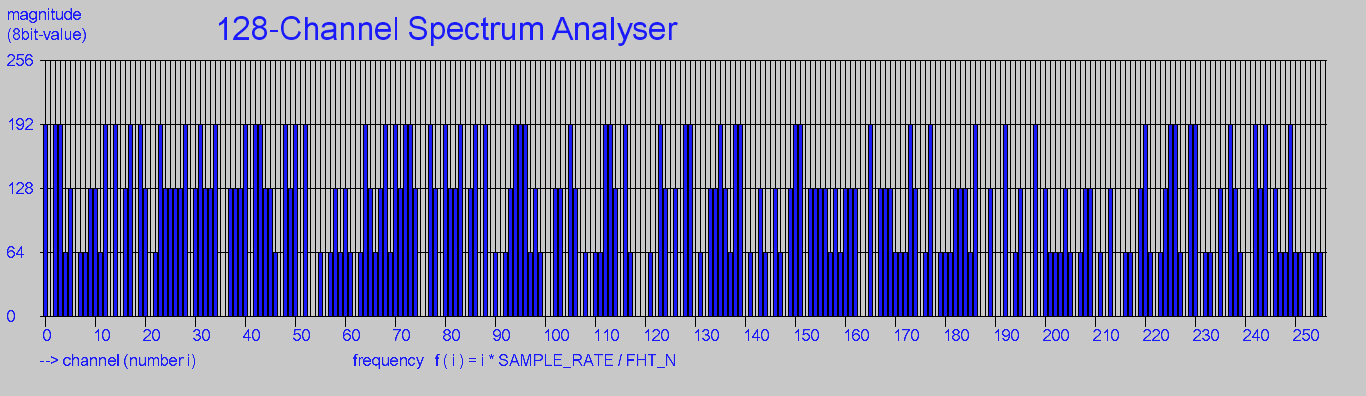 magnitude
(8bit-value)
128-Channel Spectrum Analyser
256
192
128
64
0
0 10 20 30 40 50 60 70 80 90 100 110 120 130 140 150 160 170 180 190 200 210 220 230 240 250
--> channel (number i) frequency f ( i ) = i * SAMPLE_RATE / FHT_N